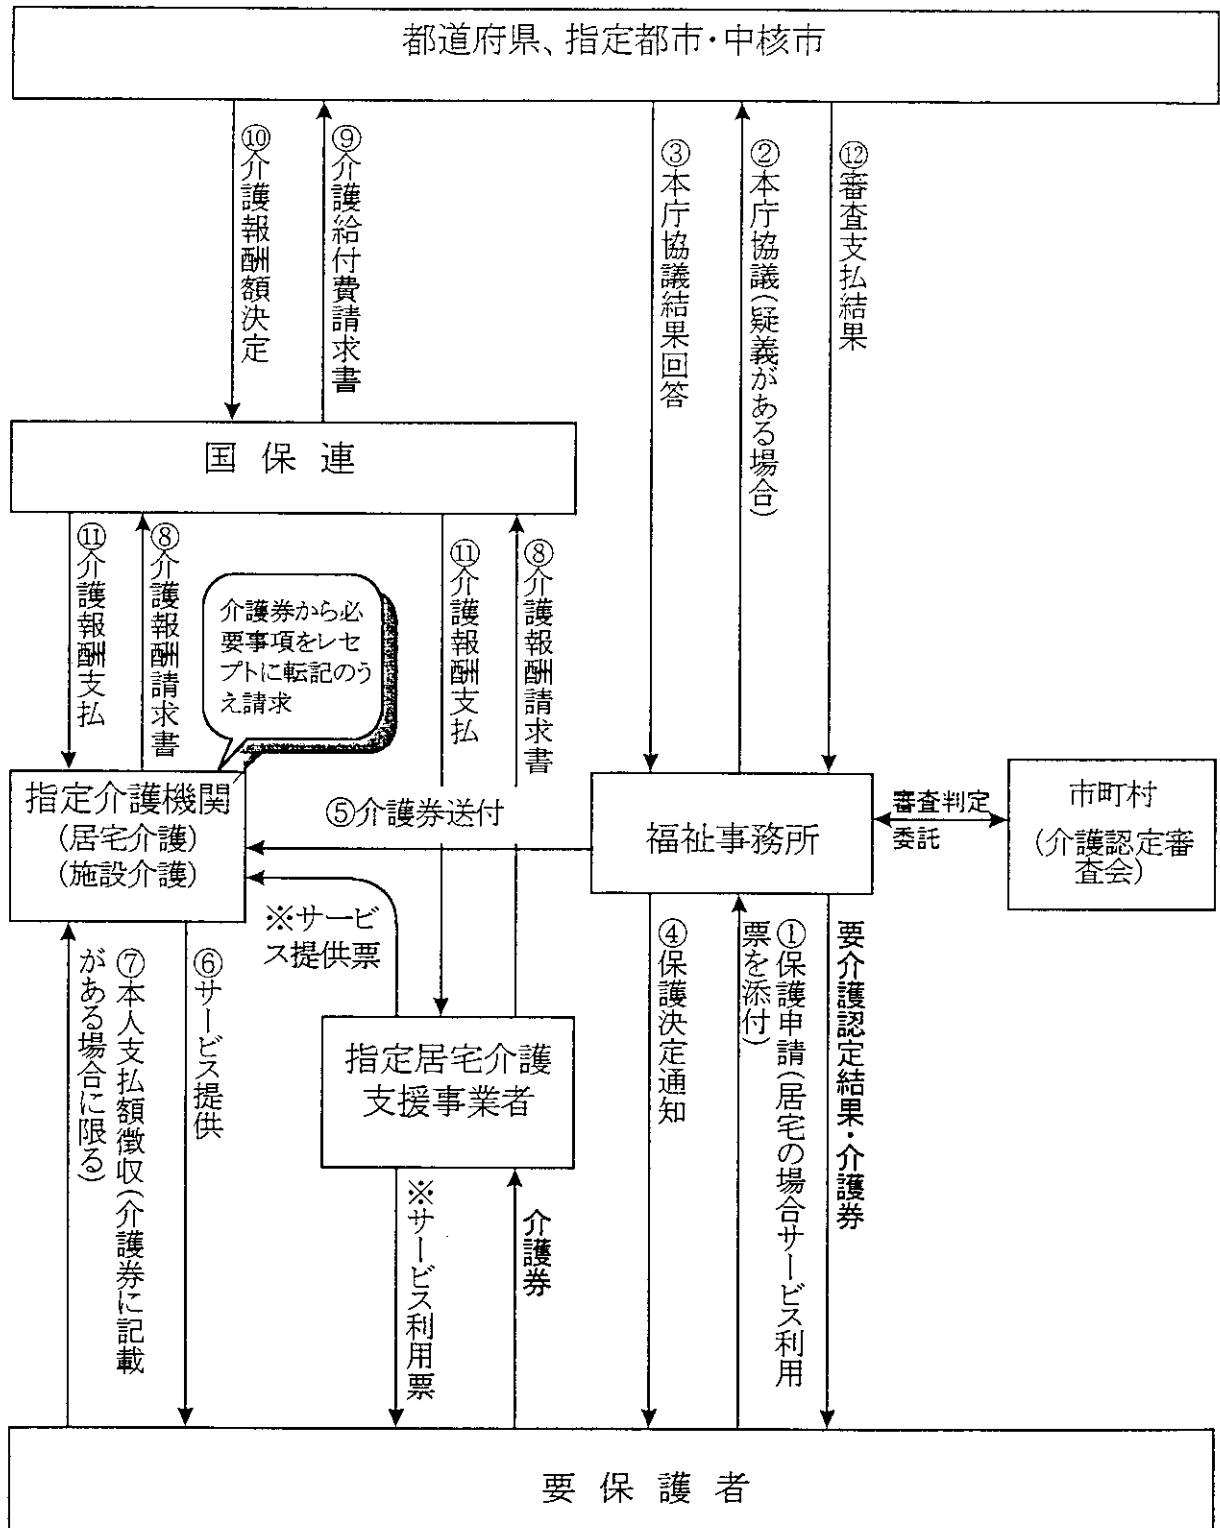 都道府県、指定都市・中核市
⑩介護報酬額決定
⑨介護給付費請求書
③本庁協議結果回答
②本庁協議(疑義がある場合)
⑫審査支払結果
国保連
⑪介護報酬支払
⑧介護報酬請求書
介護券から必
要事項をレセ
プトに転記のう
え請求
⑪介護報酬支払
⑧介護報酬請求書
指定介護機関
(居宅介護)
(施設介護)
⑤介護券送付
福祉事務所
審査判定
委託
市町村
(介護認定審
査会)
※サービ
ス提供票
指定居宅介護
支援事業者
⑦本人支払額徴収(介護券に記載
がある場合に限る)
⑥サービス提供
※サービス利用票
介護券
④保護決定通知
①保護申請(居宅の場合サービス利用
票を添付)
要介護認定結果・介護券
要保護者